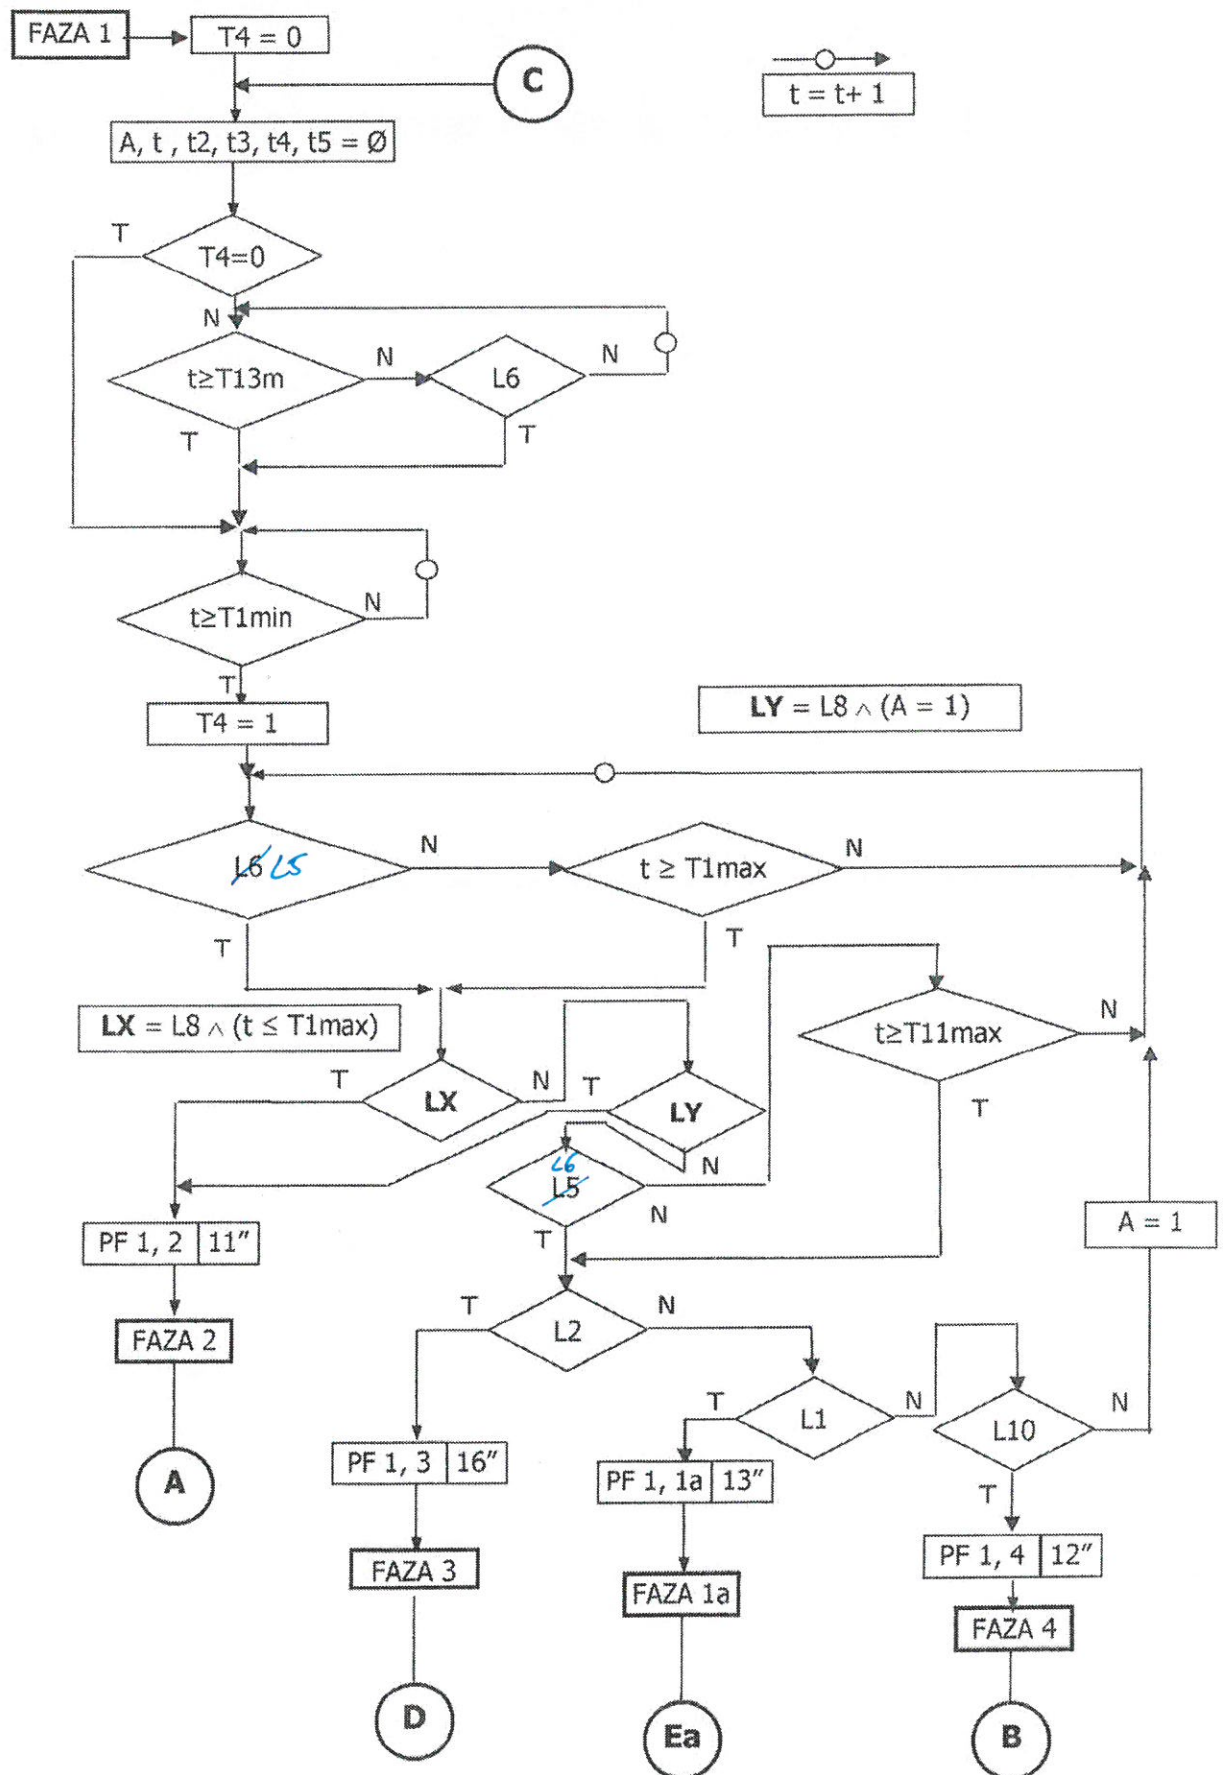 FAZA 1
T4 = 0
C
t = t+ 1
A, t , t2, t3, t4, t5 = Ø
T
T4=0
N
t≥T13m
N
L6
N
T
T
t≥T1min
N
T
T4 = 1
LY = L8 ∧ (A = 1)
L6 L5
N
t ≥ T1max
N
T
T
LX = L8 ∧ (t ≤ T1max)
t≥T11max
N
T
T
LX
N
T
LY
N
L6
L5
N
T
A = 1
PF 1, 2 11"
FAZA 2
A
T
L2
N
T
L1
N
L10
N
T
PF 1, 3 16"
PF 1, 1a 13"
PF 1, 4 12"
FAZA 3
FAZA 1a
FAZA 4
D
Ea
B